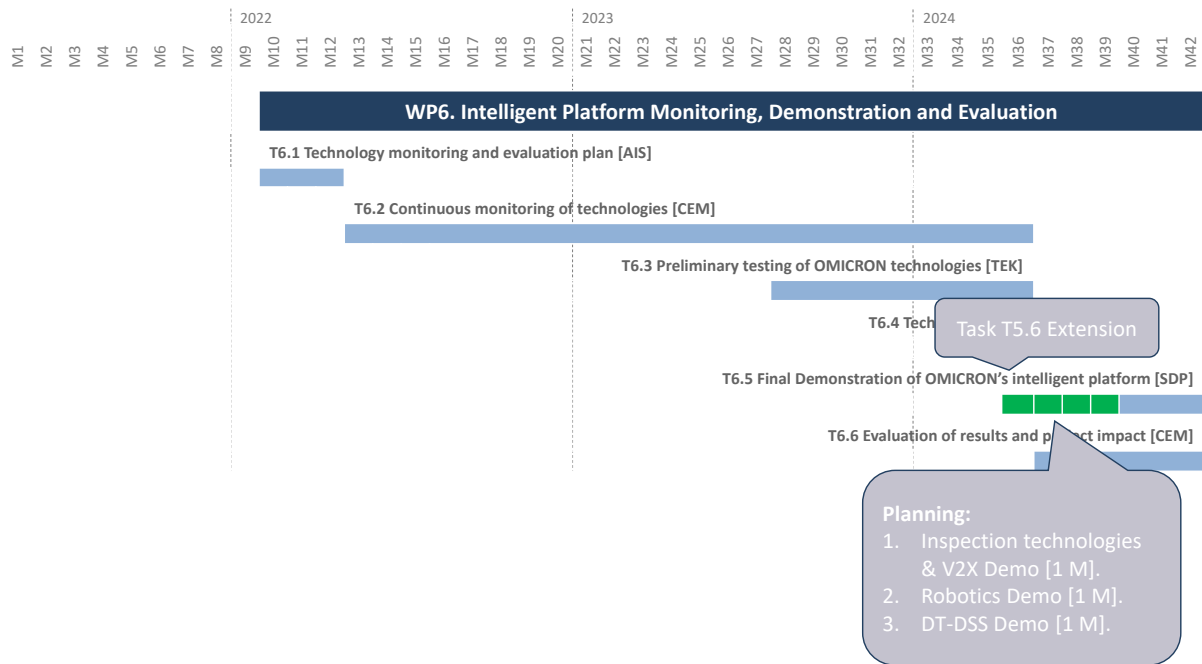 2022
2023
2024
M1
M2
M3
M4
M5
M6
M7
M8
M9
M10
M11
M12
M13
M14
M15
M16
M17
M18
M19
M20
M21
M22
M23
M24
M25
M26
M27
M28
M29
M30
M31
M32
M33
M34
M35
M36
M37
M38
M39
M40
M41
M42
WP6. Intelligent Platform Monitoring, Demonstration and Evaluation
T6.1 Technology monitoring and evaluation plan [AIS]
T6.2 Continuous monitoring of technologies [CEM]
T6.3 Preliminary testing of OMICRON technologies [TEK]
T6.4
Task T5.6 Extension
T6.5 Final Demonstration of OMICRON's intelligent platform [SDP]
T6.6 Evaluation of results and project impact [CEM]
Planning:
1. Inspection technologies
& V2X Demo [1 M].
2. Robotics Demo [1 M].
3. DT-DSS Demo [1 M].